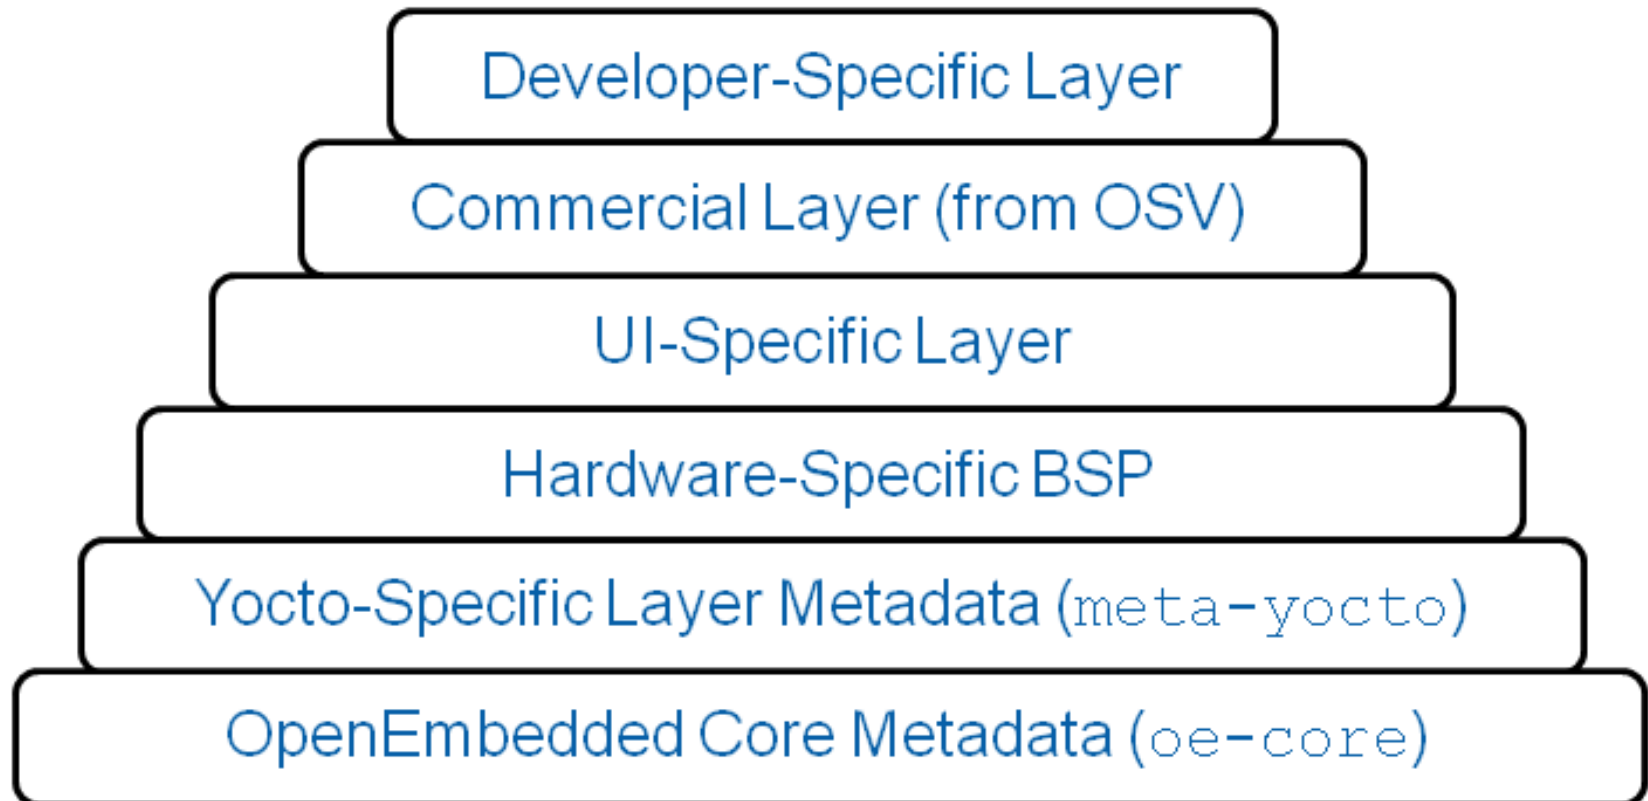 Developer-Specific Layer
Commercial Layer (from OSV)
UI-Specific Layer
Hardware-Specific BSP
Yocto-Specific Layer Metadata (meta-yocto)
OpenEmbedded Core Metadata (oe-core)